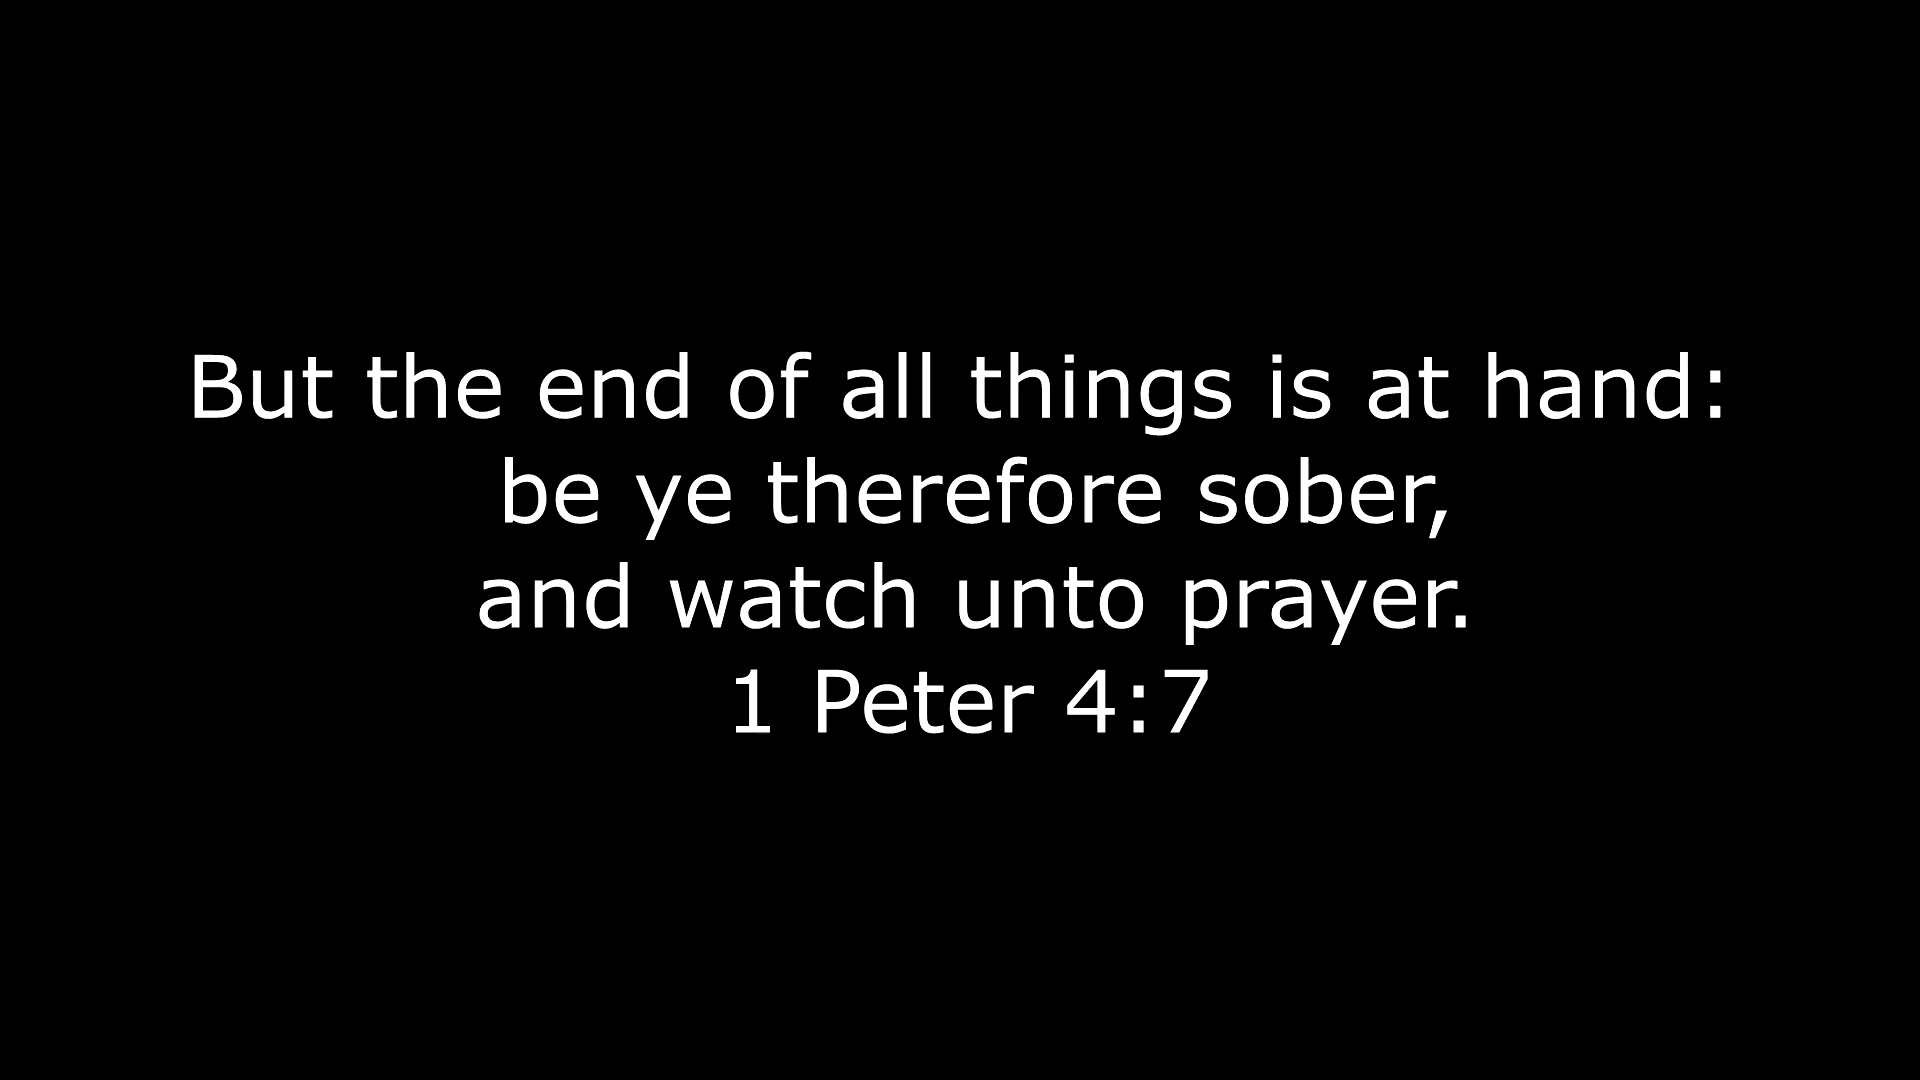 But the end of all things is at hand:
be ye therefore sober,
and watch unto prayer.
1 Peter 4:7